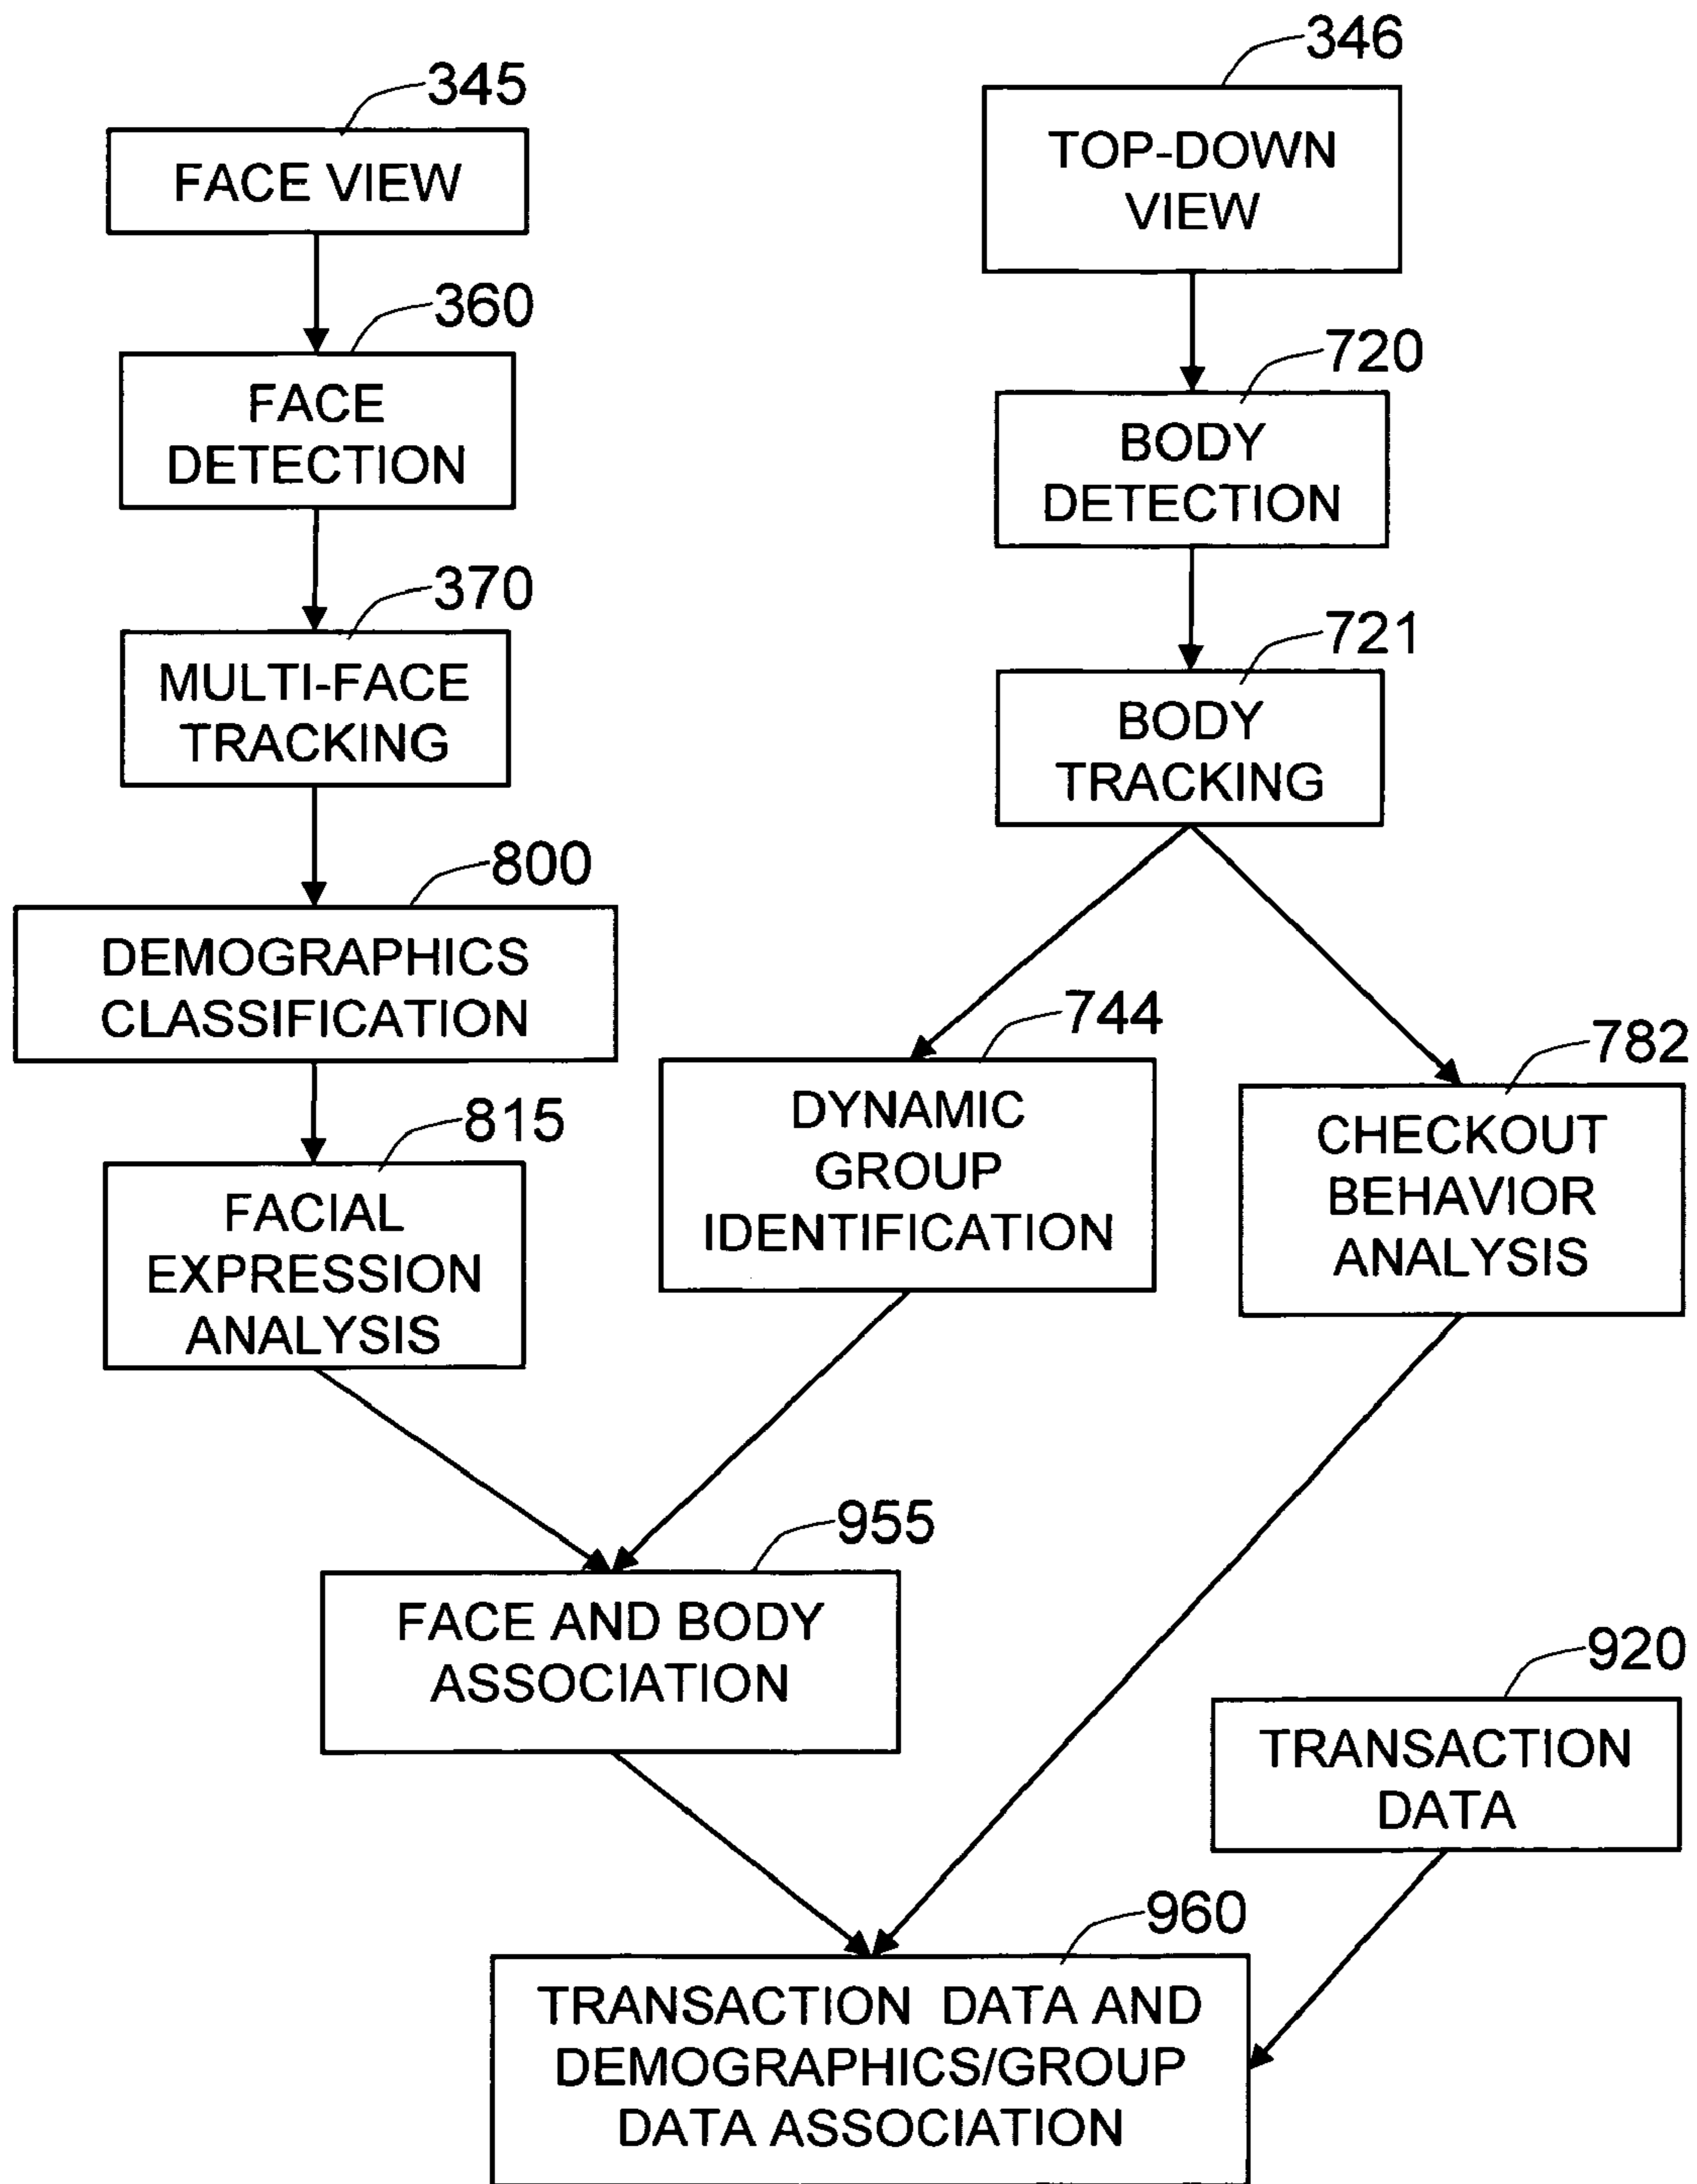 345
FACE VIEW
360
FACE
DETECTION
370
MULTI-FACE
TRACKING
800
DEMOGRAPHICS
CLASSIFICATION
815
FACIAL
EXPRESSION
ANALYSIS
346
TOP-DOWN
VIEW
720
BODY
DETECTION
721
BODY
TRACKING
744
DYNAMIC
GROUP
IDENTIFICATION
782
CHECKOUT
BEHAVIOR
ANALYSIS
955
FACE AND BODY
ASSOCIATION
920
TRANSACTION
DATA
960
TRANSACTION DATA AND
DEMOGRAPHICS/GROUP
DATA ASSOCIATION